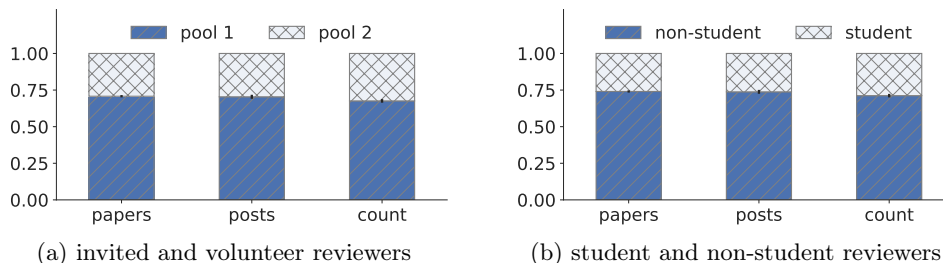 pool 1 pool 2
1.00
0.75
0.50
0.25
0.00
papers posts count
(a) invited and volunteer reviewers
non-student student
1.00
0.75
0.50
0.25
0.00
papers posts count
(b) student and non-student reviewers